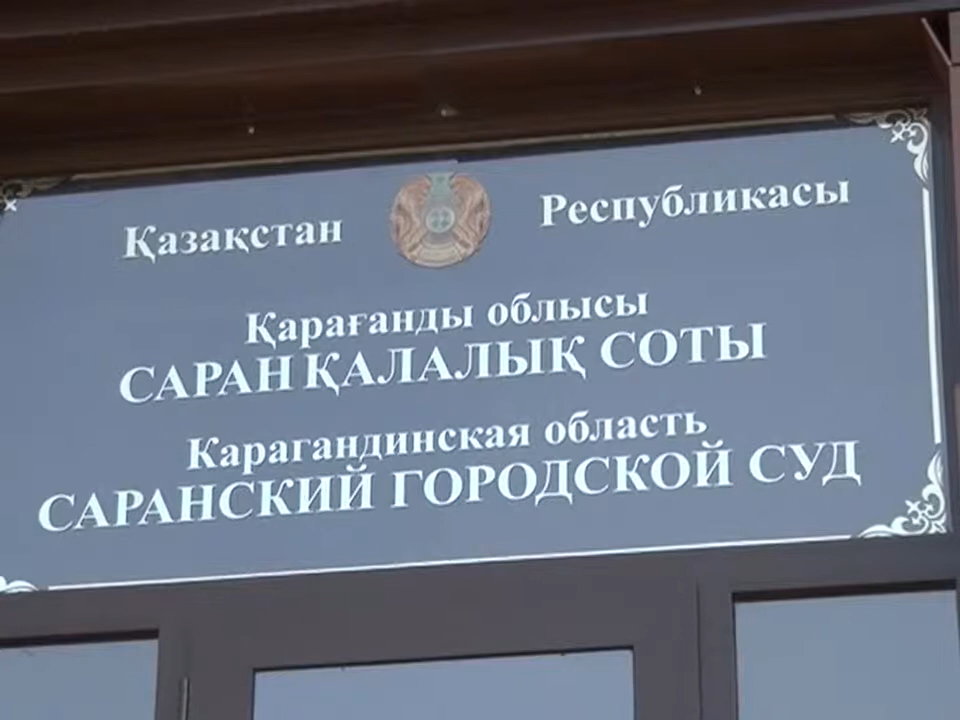 Қазақстан Республикасы
Қарағанды облысы
САРАН ҚАЛАЛЫҚ СОТЫ
Карагандинская область
САРАНСКИЙ ГОРОДСКОЙ СУД